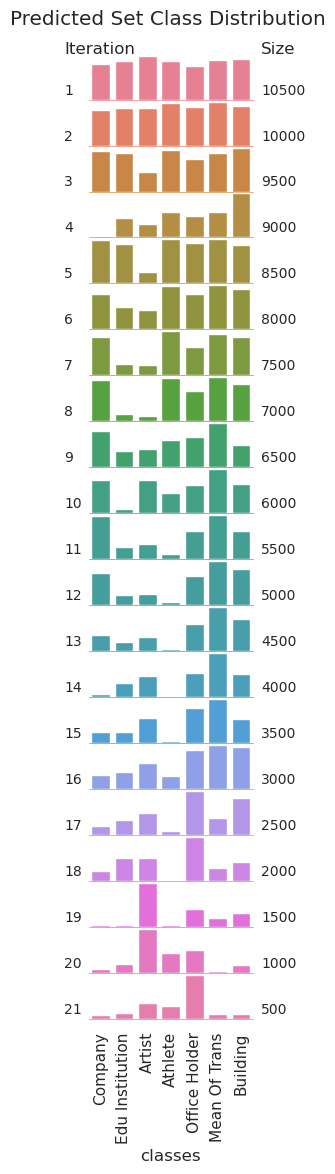 Predicted Set Class Distribution
Iteration Size
1 10500
2 10000
3 9500
4 9000
5 8500
6 8000
7 7500
8 7000
9 6500
10 6000
11 5500
12 5000
13 4500
14 4000
15 3500
16 3000
17 2500
18 2000
19 1500
20 1000
21 500
Company
Edu Institution
Artist
Athlete
Office Holder
Mean Of Trans
Building
classes